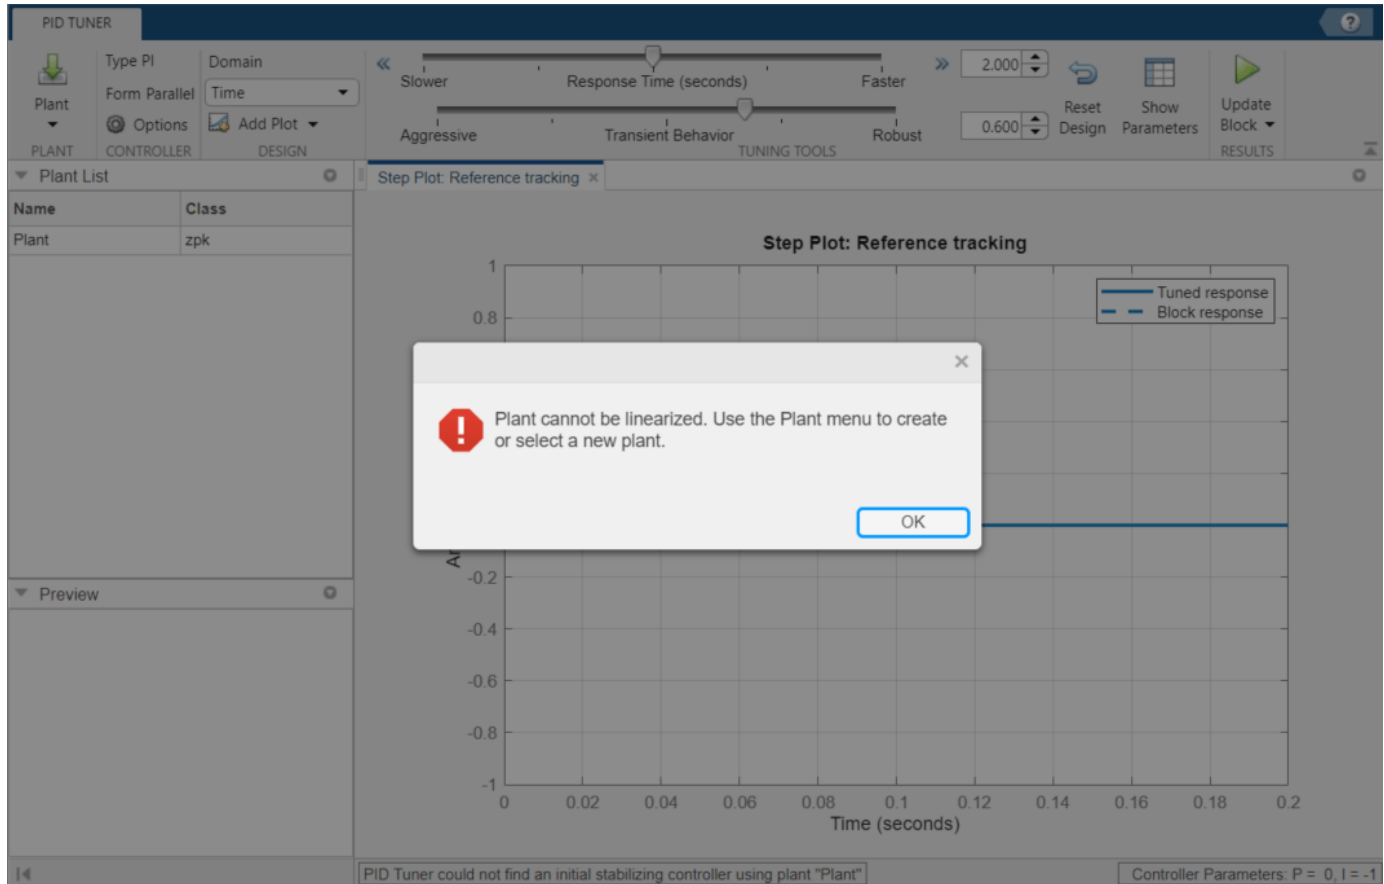 PID TUNER
?
Plant
PLANT
Type PI
Form Parallel
Options
CONTROLLER
Domain
Time
Add Plot
DESIGN
Slower Response Time (seconds) Faster
2.000
Aggressive Transient Behavior Robust
0.600
TUNING TOOLS
Reset
Design
Show
Parameters
Update
Block
RESULTS
Plant List
Name Class
Plant zpk
Preview
Step Plot: Reference tracking ×
Step Plot: Reference tracking
Tuned response
Block response
1
0.8
Plant cannot be linearized. Use the Plant menu to create
or select a new plant.
OK
-0.2
-0.4
-0.6
-0.8
-1
0 0.02 0.04 0.06 0.08 0.1 0.12 0.14 0.16 0.18 0.2
Time (seconds)
PID Tuner could not find an initial stabilizing controller using plant "Plant"
Controller Parameters: P = 0, I = -1